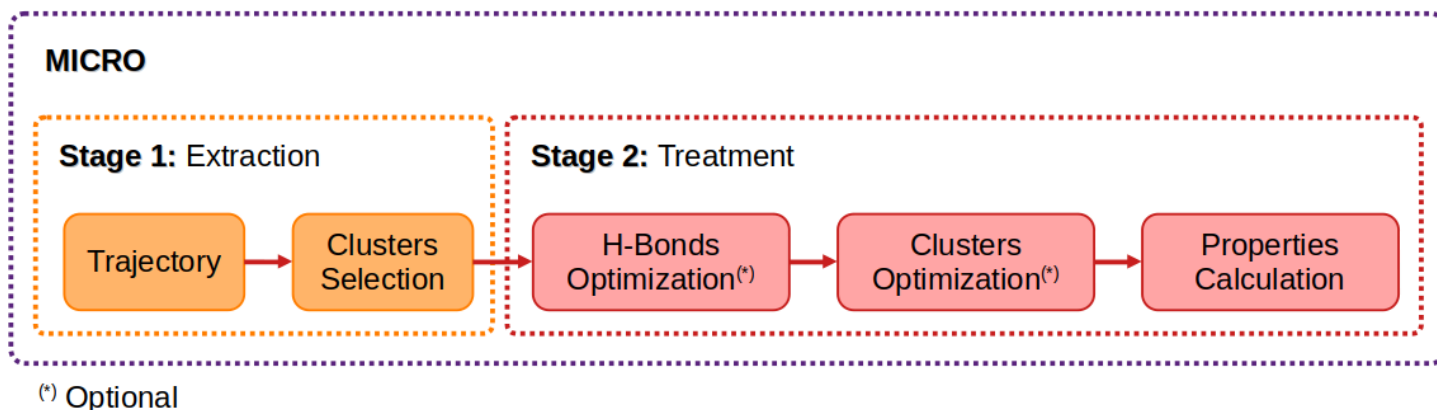 MICRO
Stage 1: Extraction
Stage 2: Treatment
Trajectory
Clusters
Selection
H-Bonds
Optimization(*)
Clusters
Optimization(*)
Properties
Calculation
(*) Optional